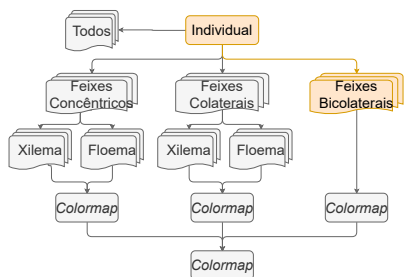 Todos
Individual
Feixes
Concêntricos
Feixes
Colaterais
Feixes
Bicolaterais
Xilema
Floema
Xilema
Floema
Colormap
Colormap
Colormap
Colormap